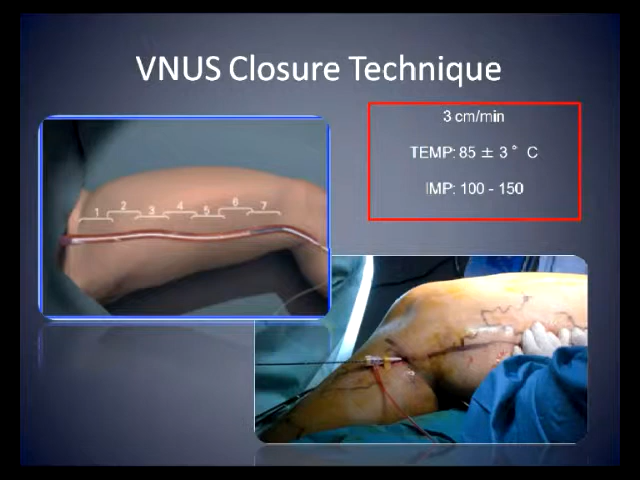 VNUS Closure Technique
3 cm/min
TEMP: 85 ± 3 ° C
IMP: 100 - 150
1 2 3 4 5 6 7